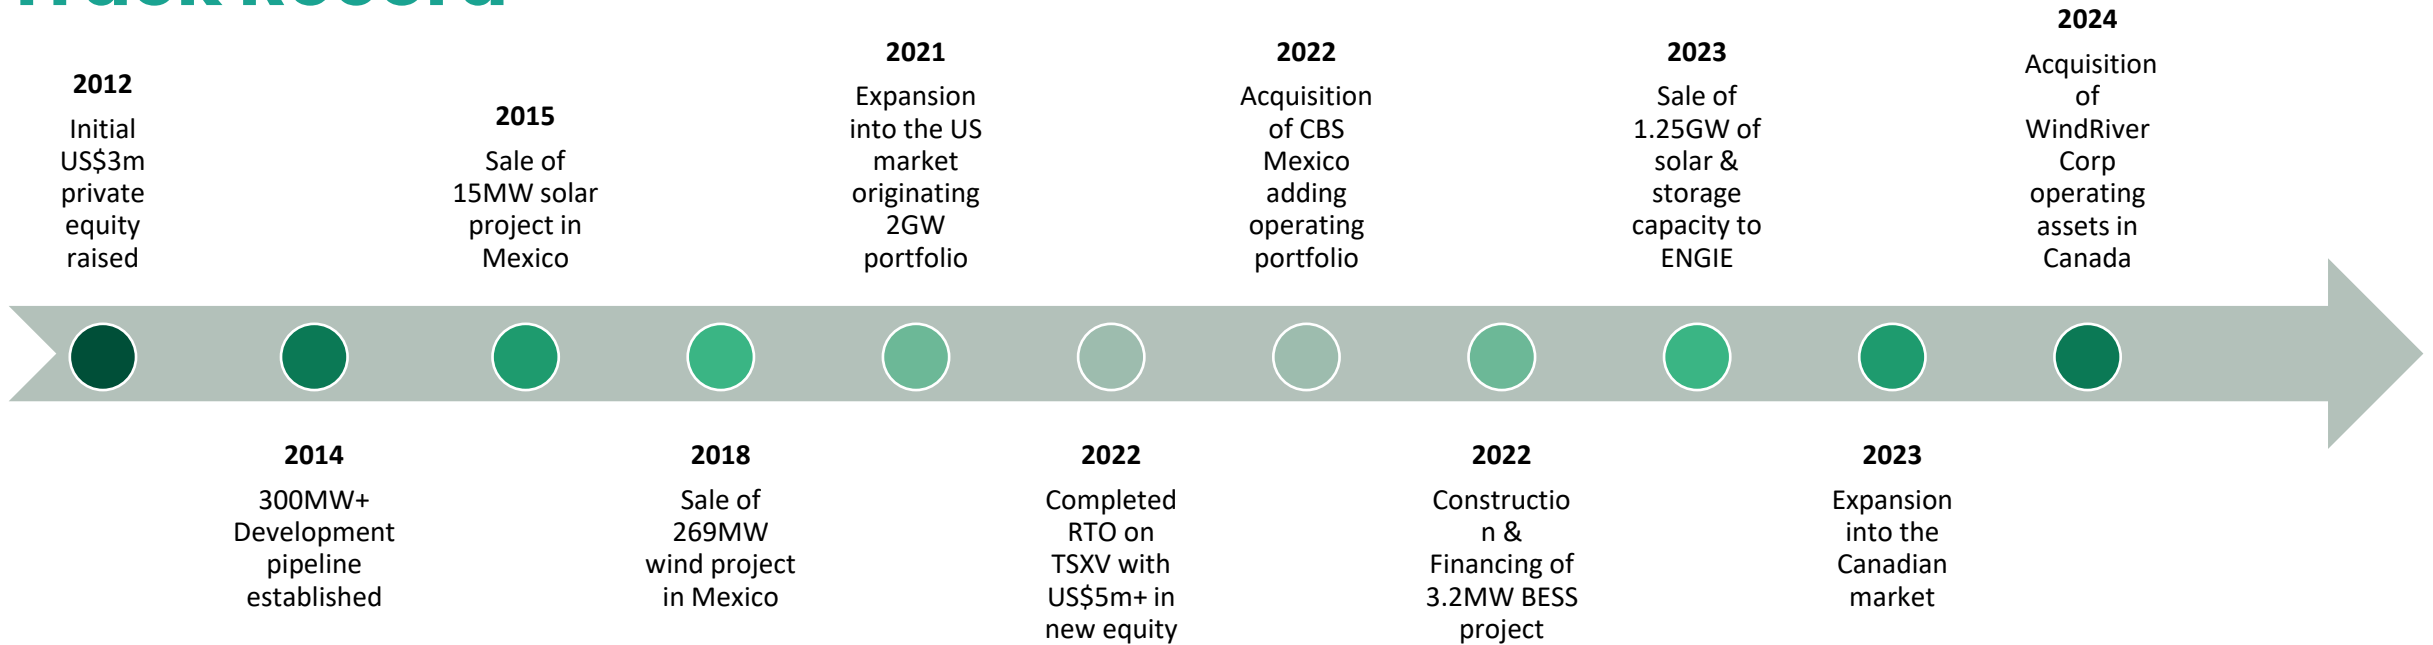 Track Record
2012
Initial
US$3m
private
equity
raised
2014
300MW+
Development
pipeline
established
2015
Sale of
15MW solar
project in
Mexico
2018
Sale of
269MW
wind project
in Mexico
2021
Expansion
into the US
market
originating
2GW
portfolio
2022
Completed
RTO on
TSXV with
US$5m+ in
new equity
2022
Acquisition
of CBS
Mexico
adding
operating
portfolio
2022
Constructio
n &
Financing of
3.2MW BESS
project
2023
Sale of
1.25GW of
solar &
storage
capacity to
ENGIE
2023
Expansion
into the
Canadian
market
2024
Acquisition
of
WindRiver
Corp
operating
assets in
Canada